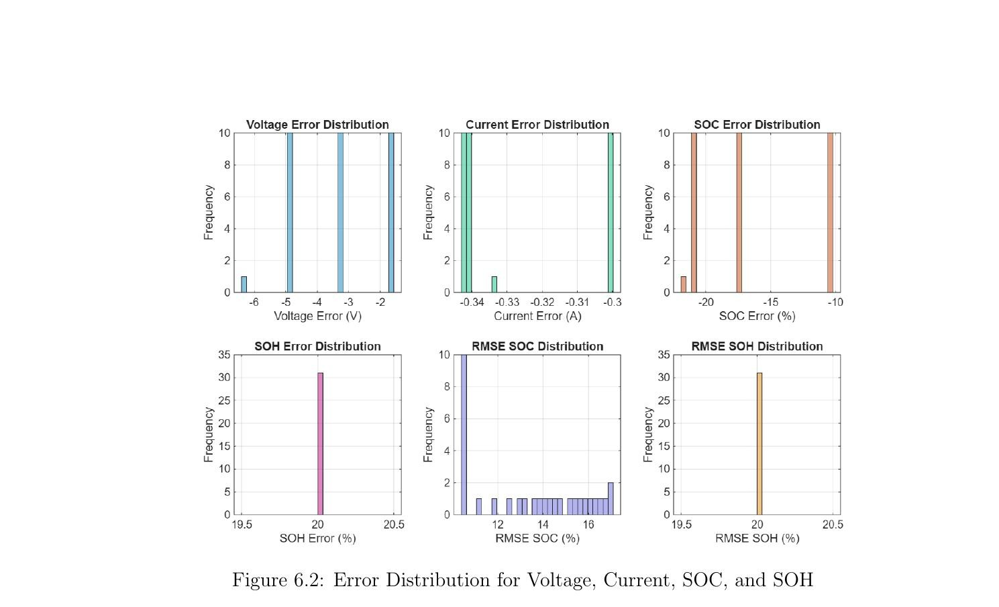 Voltage Error Distribution
10
8
6
4
2
0
Frequency
-6 -5 -4 -3 -2
Voltage Error (V)
Current Error Distribution
10
8
6
4
2
0
Frequency
-0.34 -0.33 -0.32 -0.31 -0.3
Current Error (A)
SOC Error Distribution
10
8
6
4
2
0
Frequency
-20 -15 -10
SOC Error (%)
SOH Error Distribution
35
30
25
20
15
10
5
0
Frequency
19.5 20 20.5
SOH Error (%)
RMSE SOC Distribution
10
8
6
4
2
0
Frequency
12 14 16
RMSE SOC (%)
RMSE SOH Distribution
35
30
25
20
15
10
5
0
Frequency
19.5 20 20.5
RMSE SOH (%)
Figure 6.2: Error Distribution for Voltage, Current, SOC, and SOH